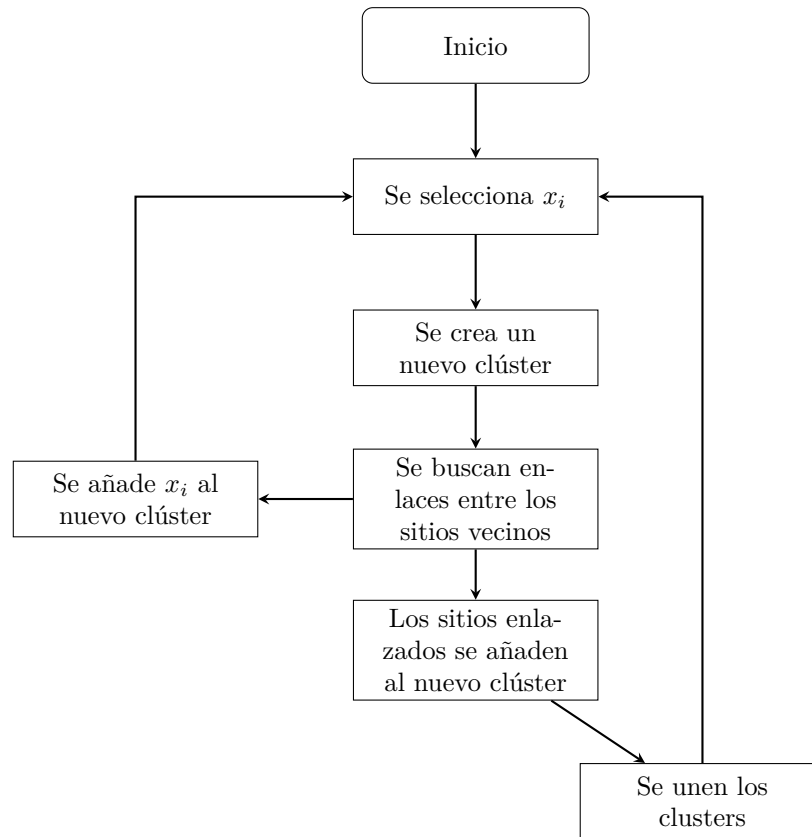 Inicio
Se selecciona $x_i$
Se crea un
nuevo clúster
Se buscan en-
laces entre los
sitios vecinos
Se añade $x_i$ al
nuevo clúster
Los sitios enla-
zados se añaden
al nuevo clúster
Se unen los
clusters